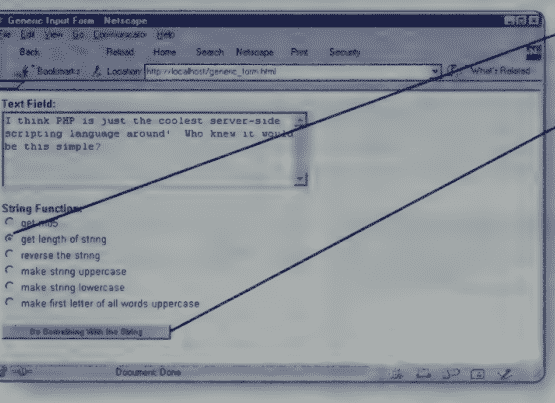 Generic Input Form Netscape
File Edit View Go Communicator Help
Back Reload Home Search Netscape Print Security
Bookmarks Location: http://localhost/generic_form.html What's Related
Text Field:
I think PHP is just the coolest server-side
scripting language around! Who knew it would
be this simple?
String Function:
get md5
get length of string
reverse the string
make string uppercase
make string lowercase
make first letter of all words uppercase
Do Something With the String
Document: Done